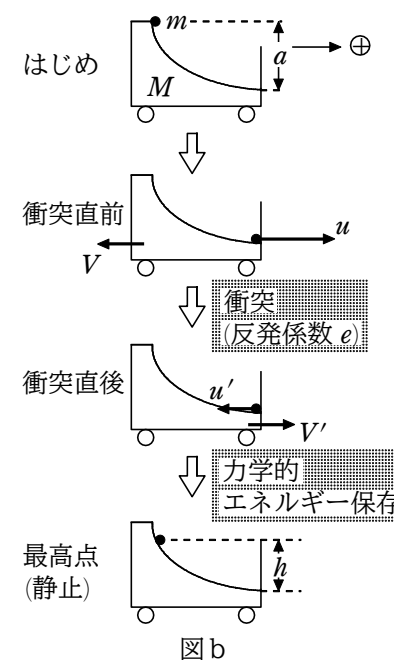 m
a
⊕
はじめ
M
衝突直前
u
V
衝突
(反発係数 e)
衝突直後
u′
V′
力学的
エネルギー保存
最高点
(静止)
h
図b